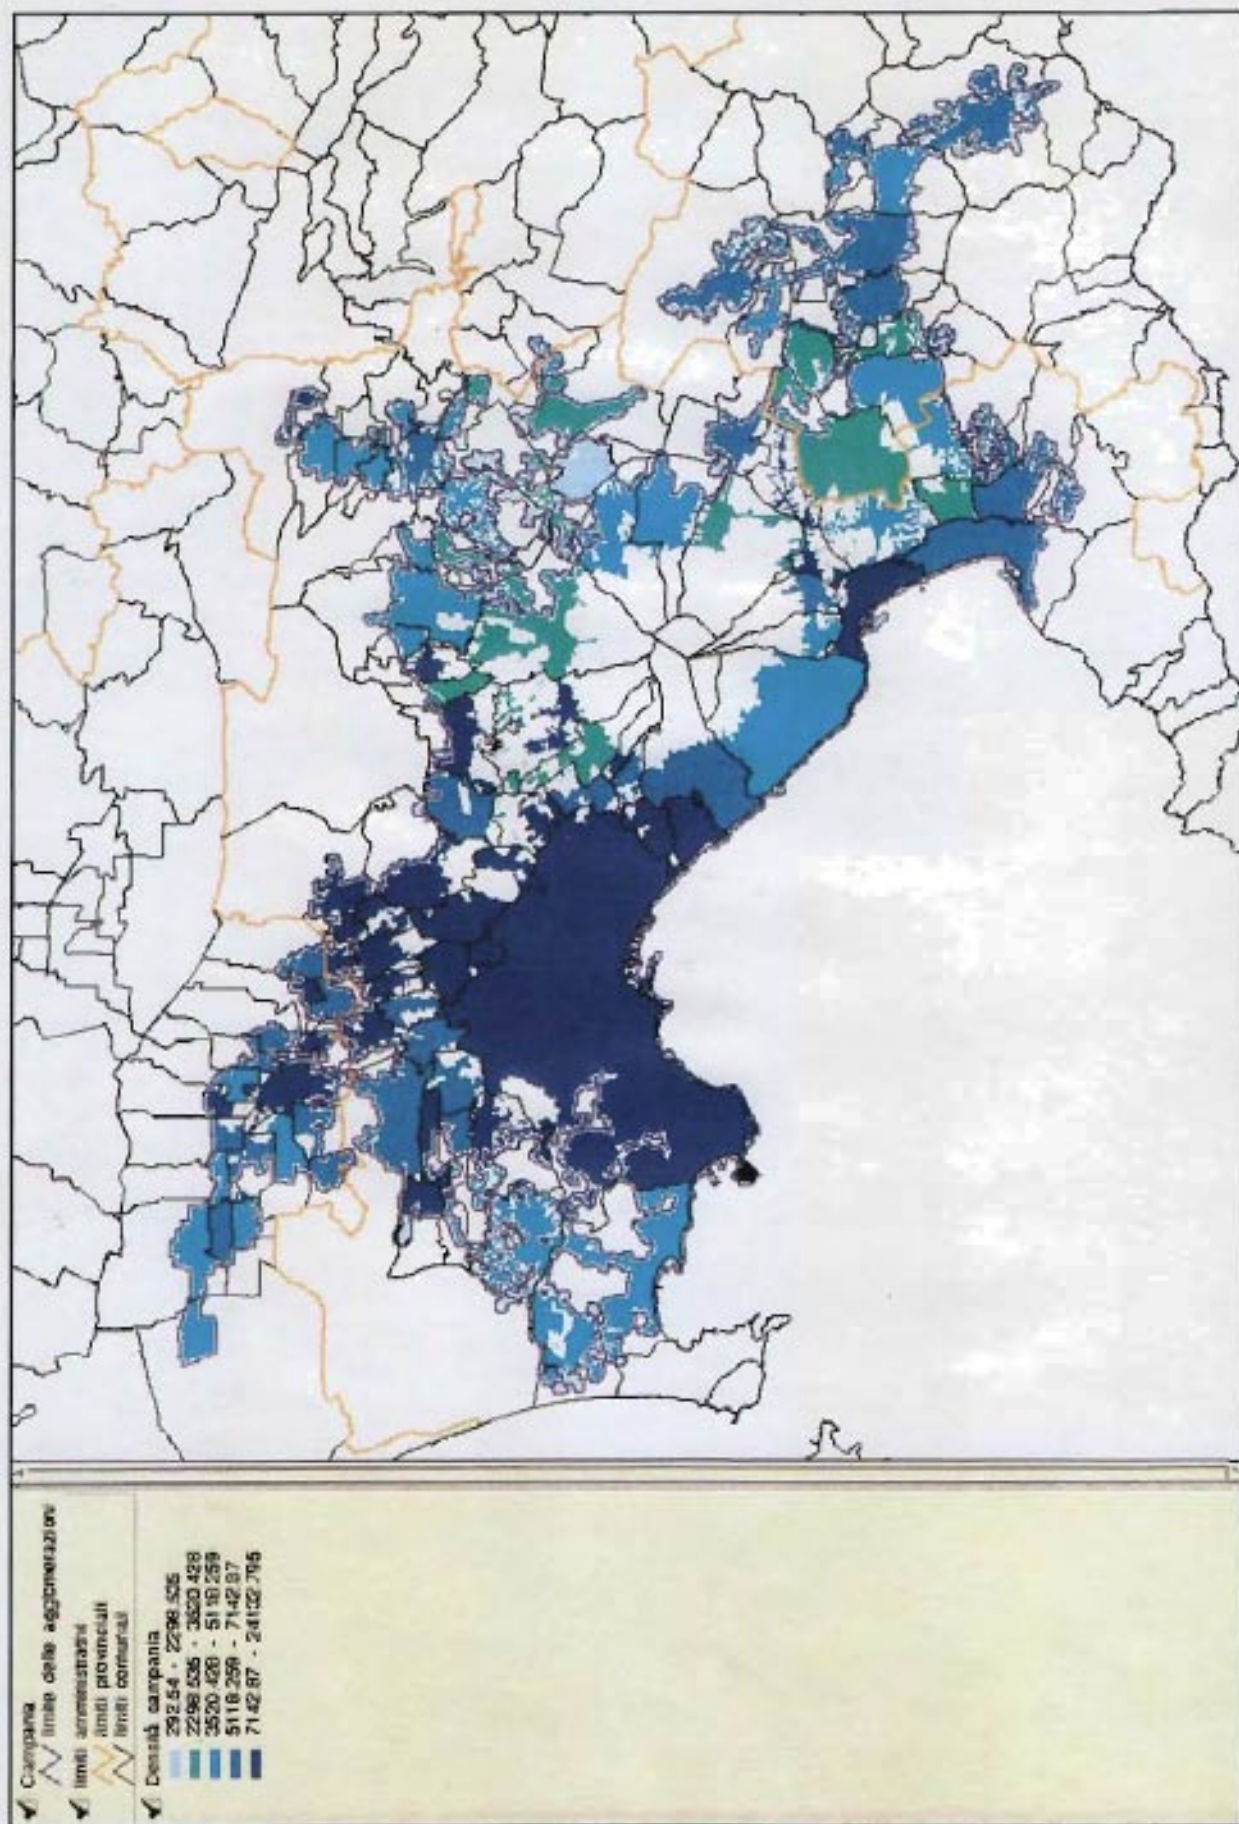 Campania
limite delle agglomerazioni
limiti amministrativi
limiti provinciali
limiti comunali
Densità campania
292.54 - 2298.535
2298.535 - 3520.428
3520.428 - 5118.259
5118.259 - 7142.87
7142.87 - 24132.795